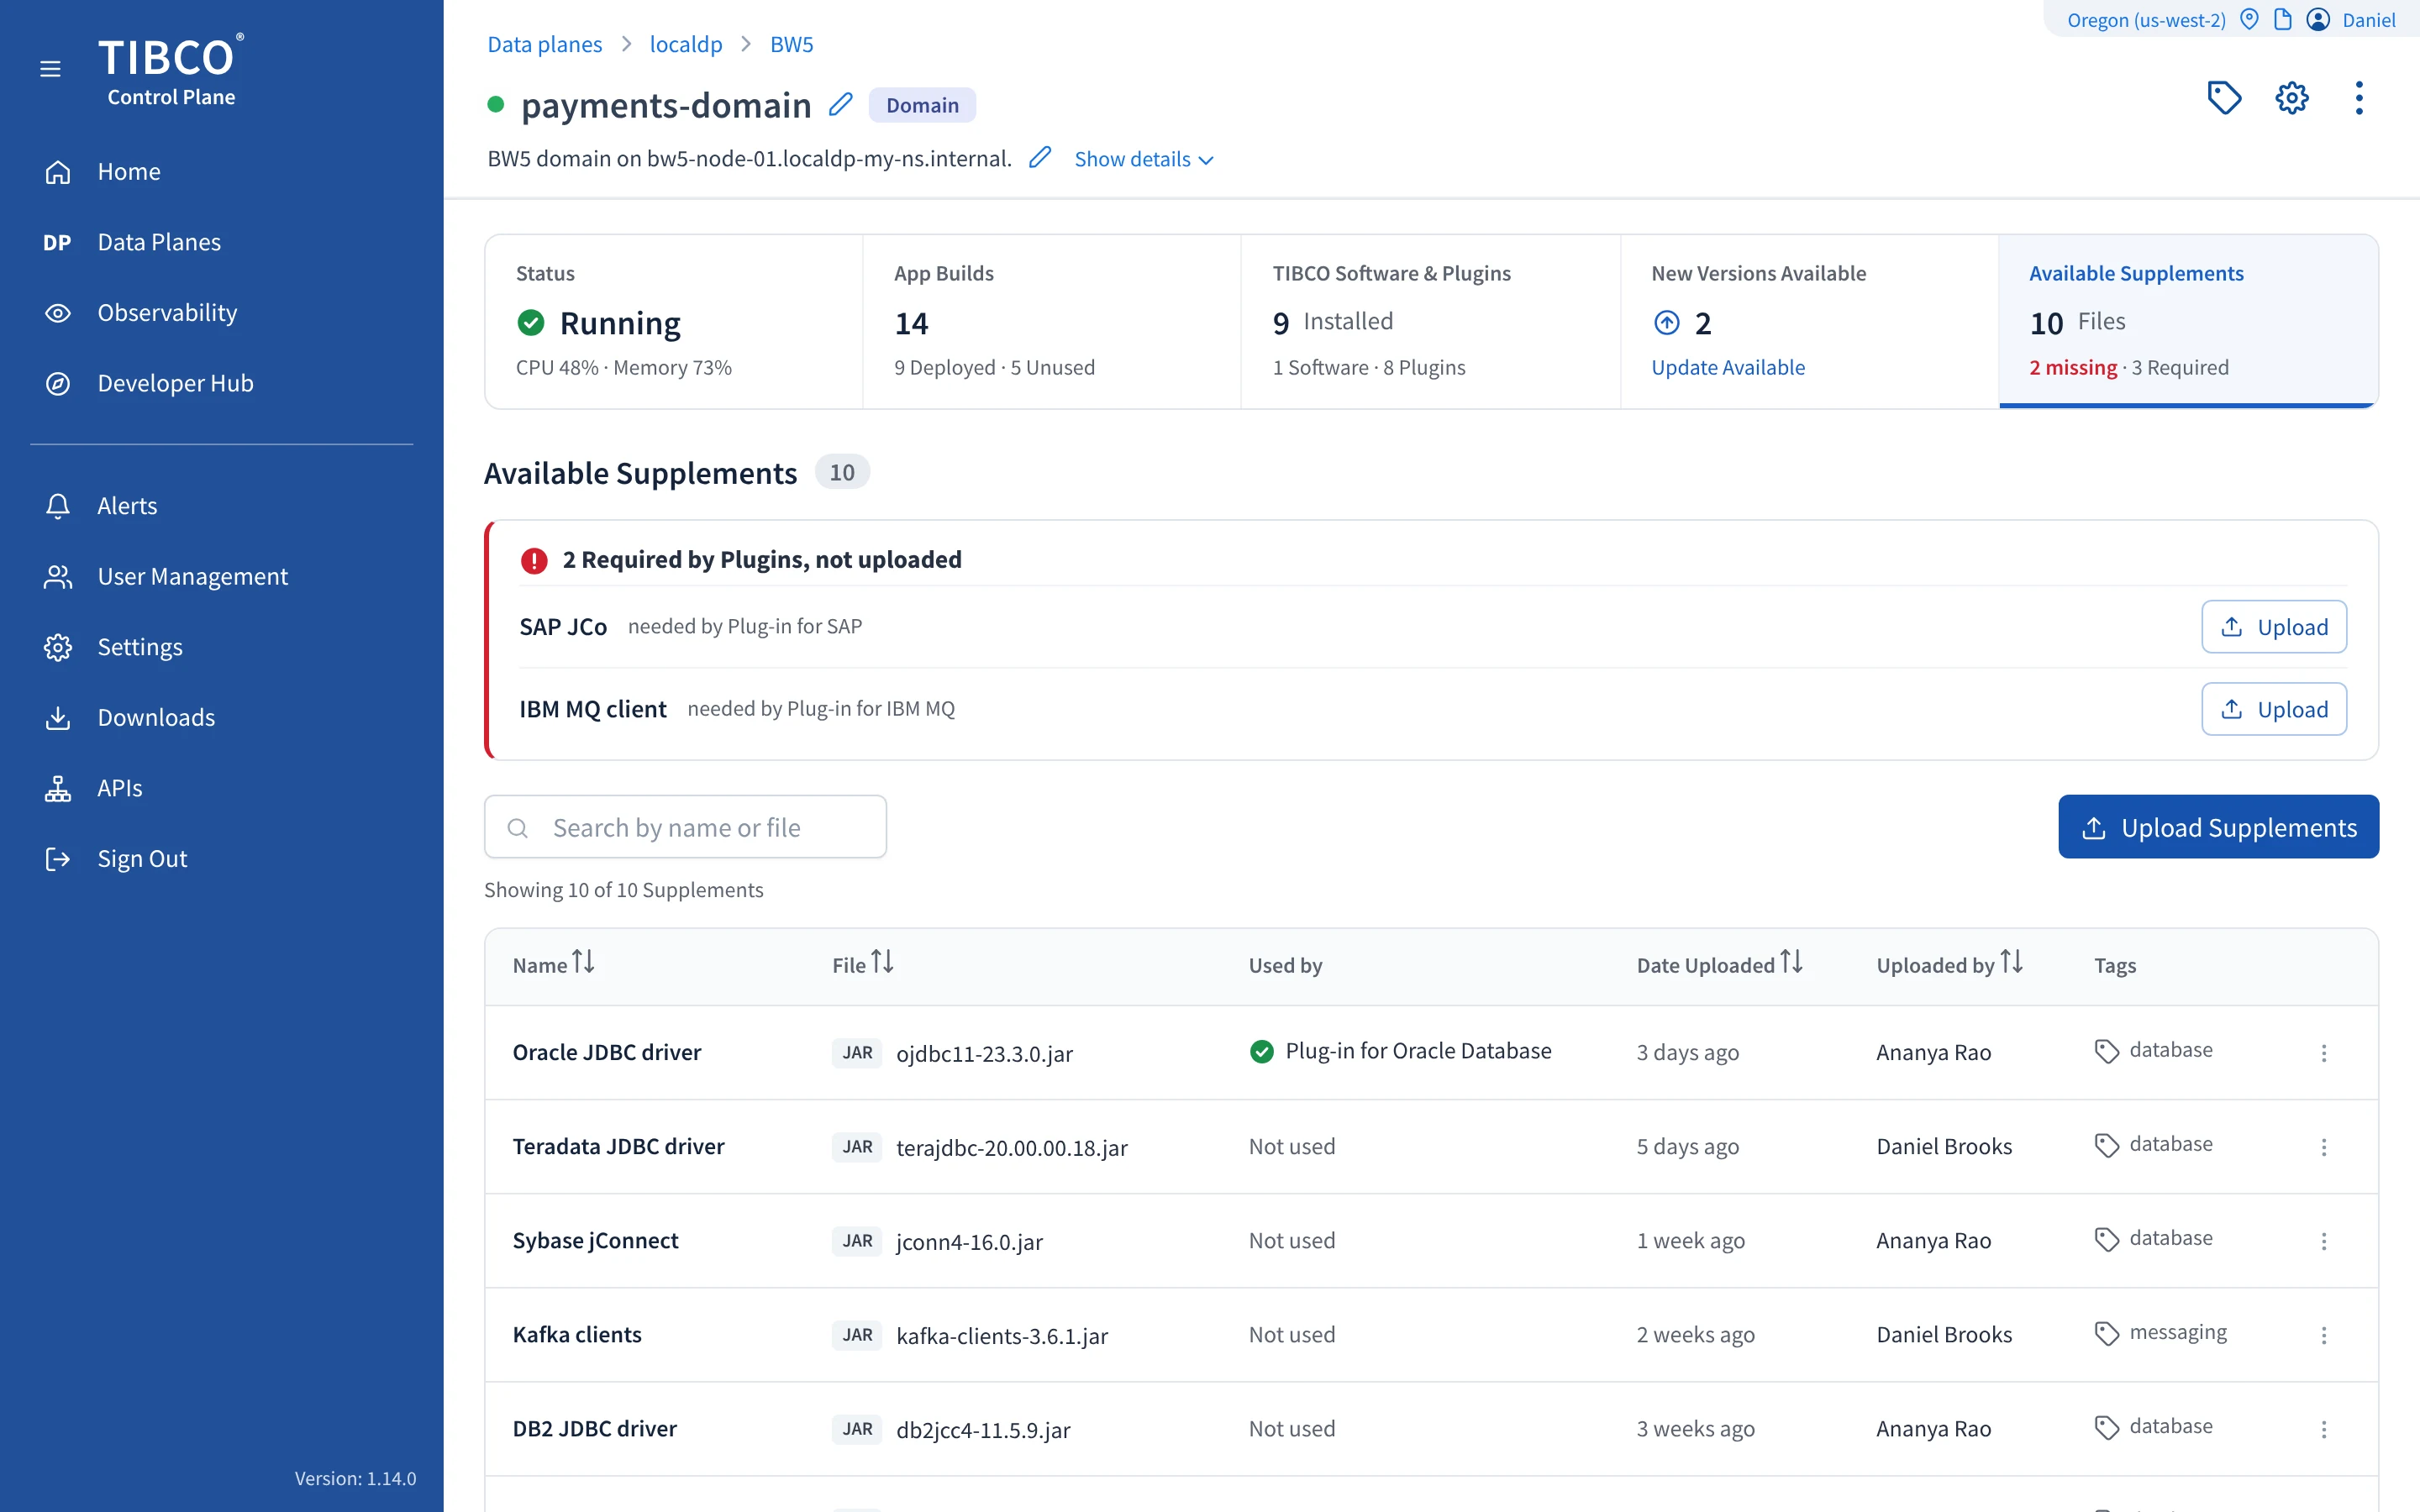 TIBCO®
Control Plane
Home
DP Data Planes
Observability
Developer Hub
Alerts
User Management
Settings
Downloads
APIs
Sign Out
Version: 1.14.0
Oregon (us-west-2) Daniel
Data planes > localdp > BW5
payments-domain Domain
BW5 domain on bw5-node-01.localdp-my-ns.internal. Show details
Status
Running
CPU 48% · Memory 73%
App Builds
14
9 Deployed · 5 Unused
TIBCO Software & Plugins
9 Installed
1 Software · 8 Plugins
New Versions Available
2
Update Available
Available Supplements
10 Files
2 missing · 3 Required
Available Supplements 10
2 Required by Plugins, not uploaded
SAP JCo needed by Plug-in for SAP Upload
IBM MQ client needed by Plug-in for IBM MQ Upload
Search by name or file Upload Supplements
Showing 10 of 10 Supplements
Name File Used by Date Uploaded Uploaded by Tags
Oracle JDBC driver JAR ojdbc11-23.3.0.jar Plug-in for Oracle Database 3 days ago Ananya Rao database
Teradata JDBC driver JAR terajdbc-20.00.00.18.jar Not used 5 days ago Daniel Brooks database
Sybase jConnect JAR jconn4-16.0.jar Not used 1 week ago Ananya Rao database
Kafka clients JAR kafka-clients-3.6.1.jar Not used 2 weeks ago Daniel Brooks messaging
DB2 JDBC driver JAR db2jcc4-11.5.9.jar Not used 3 weeks ago Ananya Rao database